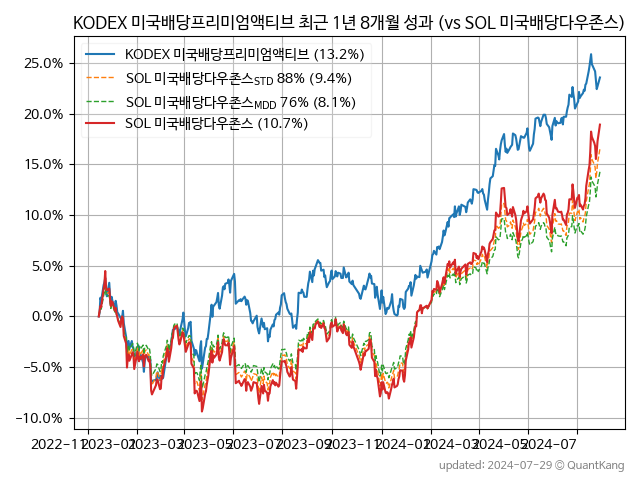 KODEX 미국배당프리미엄액티브 최근 1년 8개월 성과 (vs SOL 미국배당다우존스)
KODEX 미국배당프리미엄액티브 (13.2%)
SOL 미국배당다우존스STD 88% (9.4%)
SOL 미국배당다우존스MDD 76% (8.1%)
SOL 미국배당다우존스 (10.7%)
25.0%
20.0%
15.0%
10.0%
5.0%
0.0%
−5.0%
−10.0%
2022-11 2023-01 2023-03 2023-05 2023-07 2023-09 2023-11 2024-01 2024-03 2024-05 2024-07
updated: 2024-07-29 © QuantKang